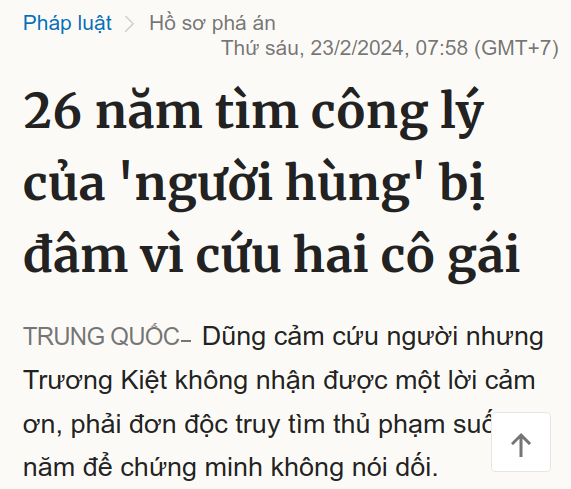 Pháp luật > Hồ sơ phá án
Thứ sáu, 23/2/2024, 07:58 (GMT+7)
26 năm tìm công lý
của 'người hùng' bị
đâm vì cứu hai cô gái
TRUNG QUỐC– Dũng cảm cứu người nhưng
Trương Kiệt không nhận được một lời cảm
ơn, phải đơn độc truy tìm thủ phạm
năm để chứng minh không nói dối.